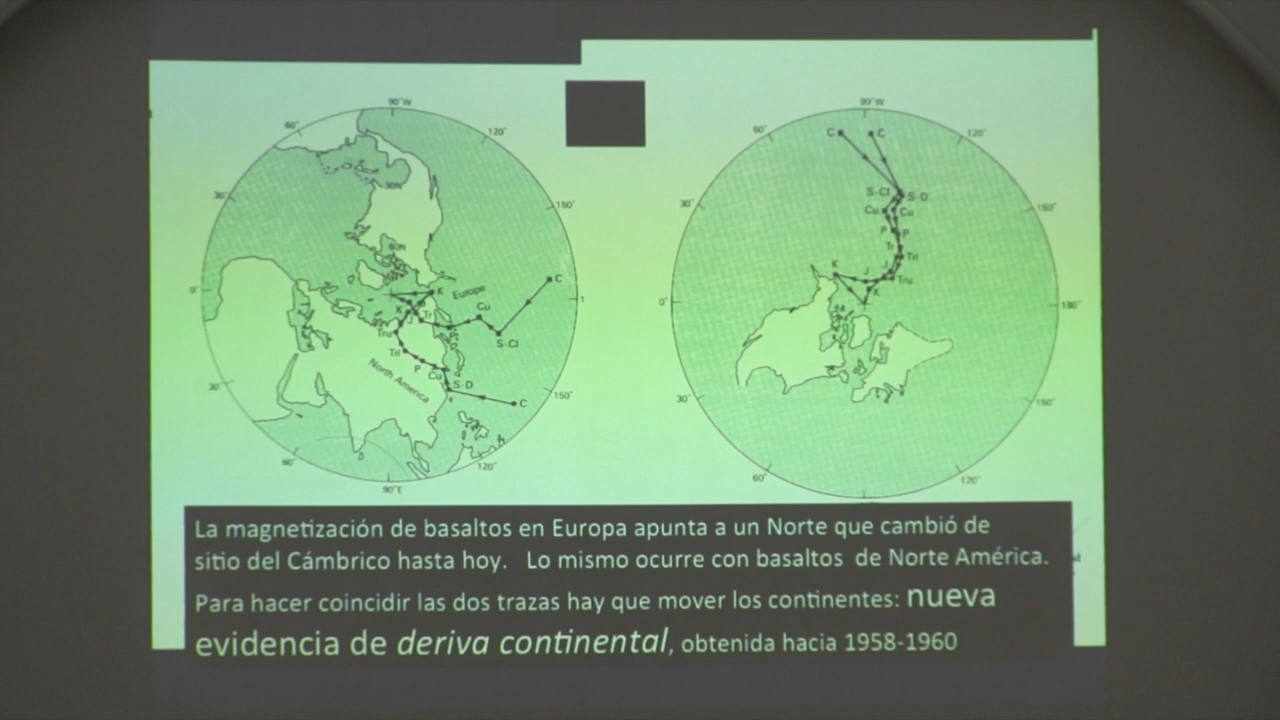 90°W
60°
120°
30°
30N
150°
60N
0°
K
Europe
C
Cu
K
Tr
Tru
S-Cl
Trl
P
North America
Cu
S-D
30°
150°
C
60°
120°
90°E
90°W
60°
C
C
120°
S-Cl
S-D
30°
150°
Cu
Cu
P
P
Tr
Trl
K
J
J
Tru
K
0°
180°
30°
150°
60°
120°
La magnetización de basaltos en Europa apunta a un Norte que cambió de
sitio del Cámbrico hasta hoy. Lo mismo ocurre con basaltos de Norte América.
Para hacer coincidir las dos trazas hay que mover los continentes: nueva
evidencia de deriva continental, obtenida hacia 1958-1960